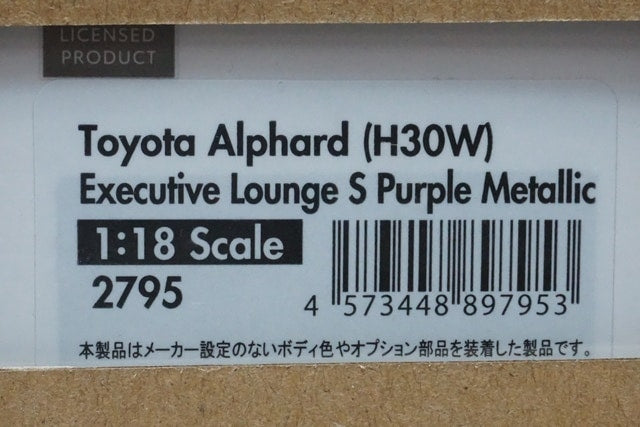 LICENSED
PRODUCT
Toyota Alphard (H30W)
Executive Lounge S Purple Metallic
1:18 Scale
2795
4 573448 897953
本製品はメーカー設定のないボディ色やオプション部品を装着した製品です。